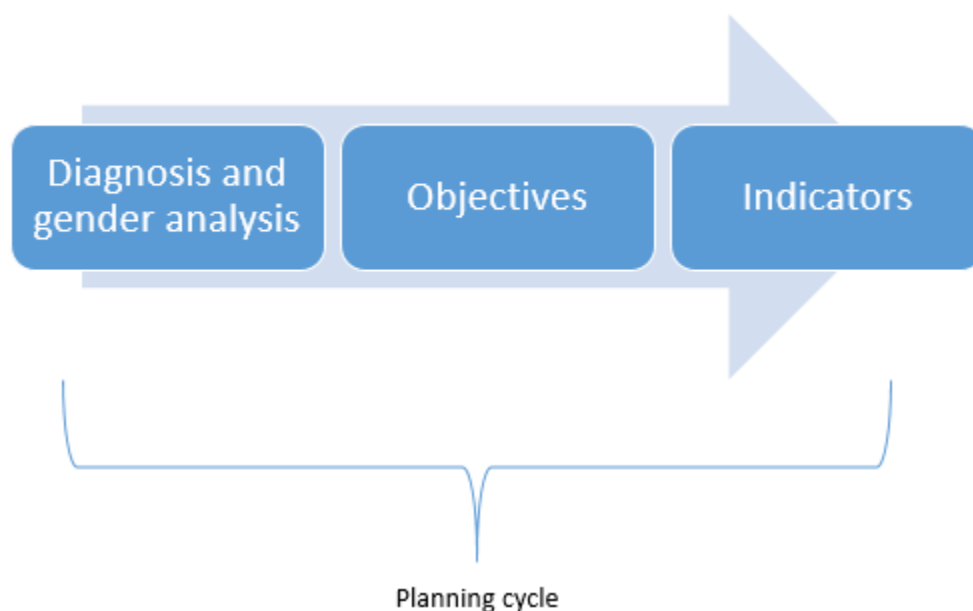 Diagnosis and
gender analysis
Objectives
Indicators
Planning cycle